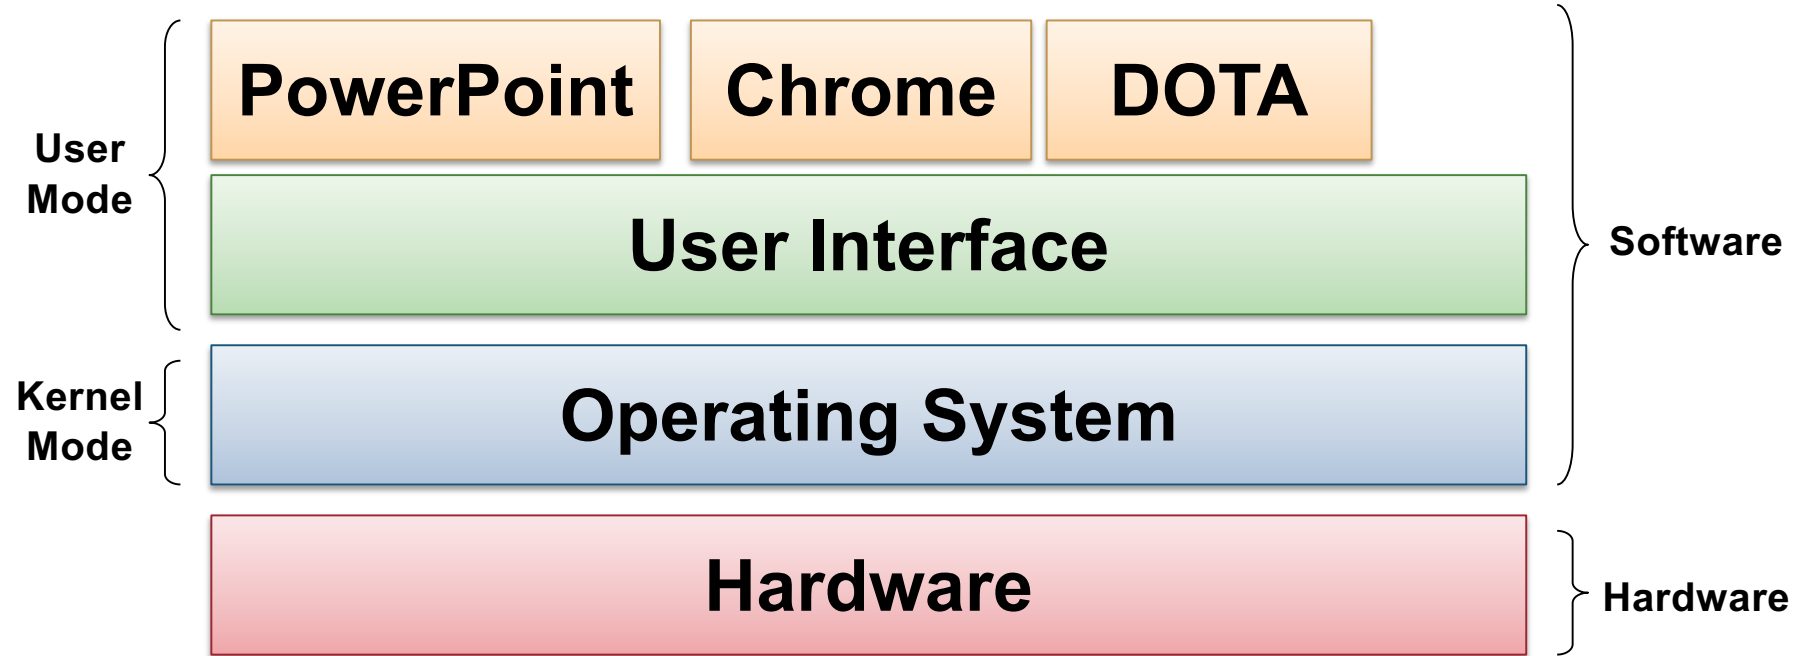 PowerPoint
Chrome
DOTA
User
Mode
User Interface
Software
Kernel
Mode
Operating System
Hardware
Hardware